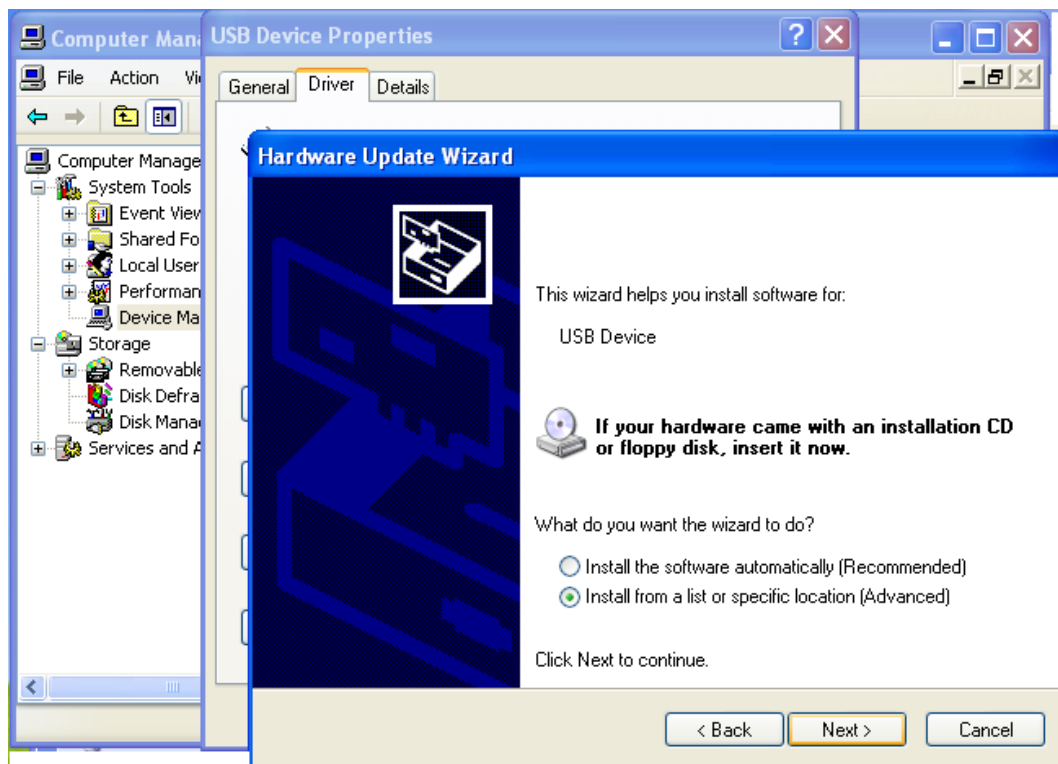 Computer Mana
USB Device Properties
File Action Vi
General Driver Details
Hardware Update Wizard
Computer Manage
System Tools
Event View
Shared Fo
Local User
Performan
Device Ma
Storage
Removable
Disk Defra
Disk Mana
Services and A
This wizard helps you install software for:
USB Device
If your hardware came with an installation CD
or floppy disk, insert it now.
What do you want the wizard to do?
Install the software automatically (Recommended)
Install from a list or specific location (Advanced)
Click Next to continue.
< Back Next > Cancel